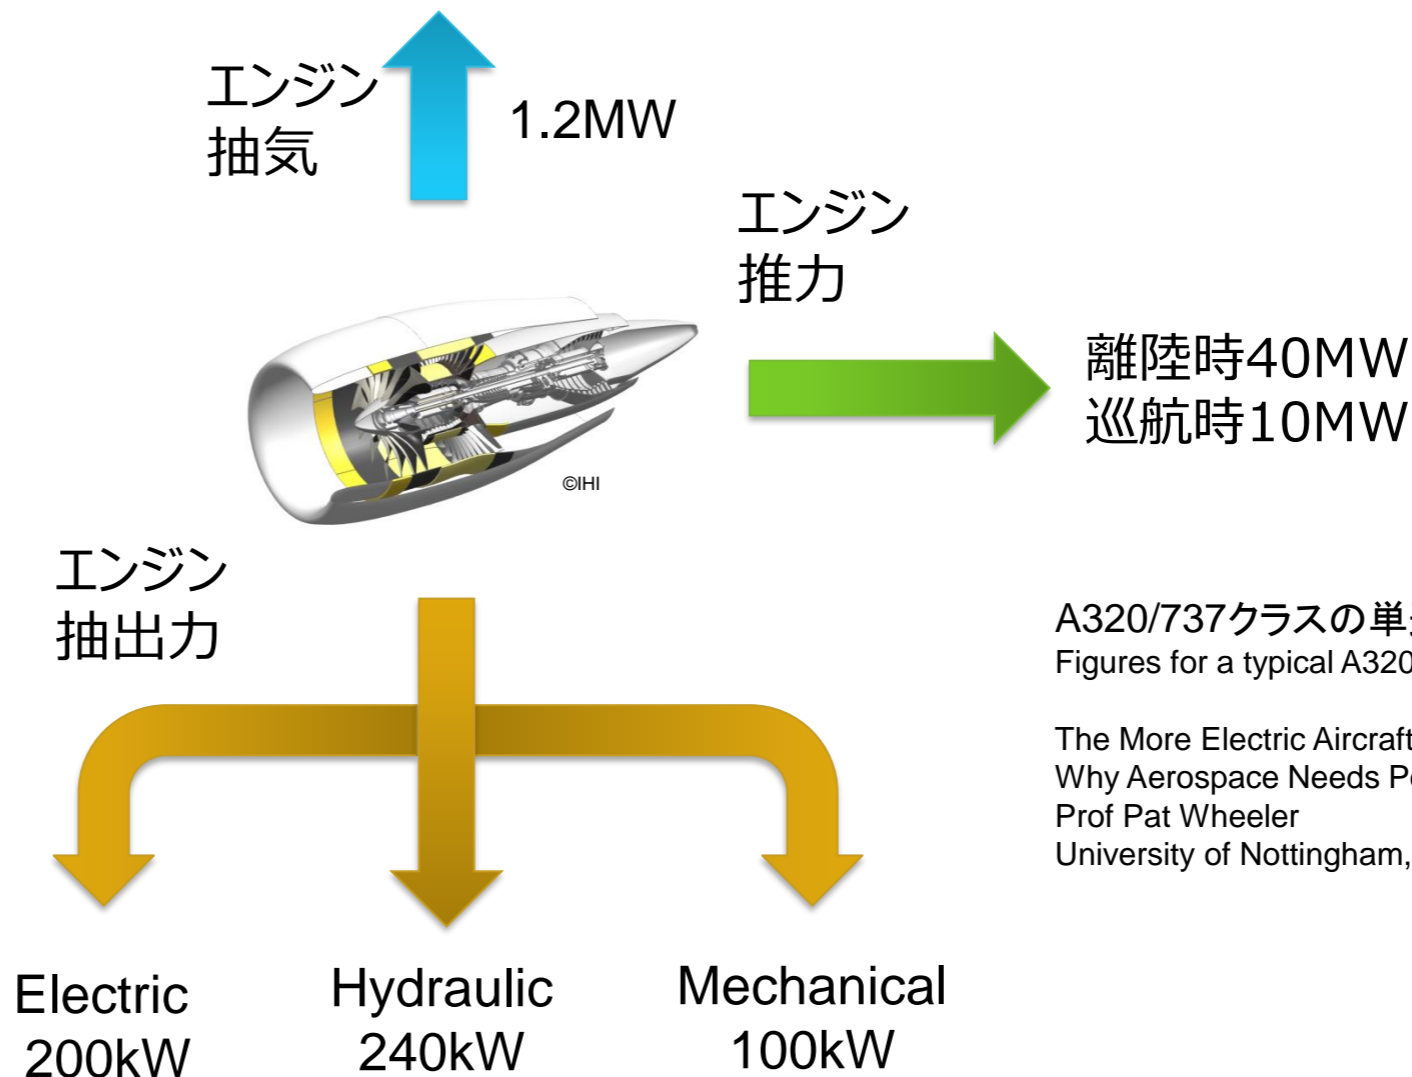 エンジン
抽気
1.2MW
エンジン
推力
離陸時40MW
巡航時10MW
©IHI
エンジン
抽出力
A320/737クラスの単
Figures for a typical A320
The More Electric Aircraft
Why Aerospace Needs
Prof Pat Wheeler
University of Nottingham,
Electric
200kW
Hydraulic
240kW
Mechanical
100kW